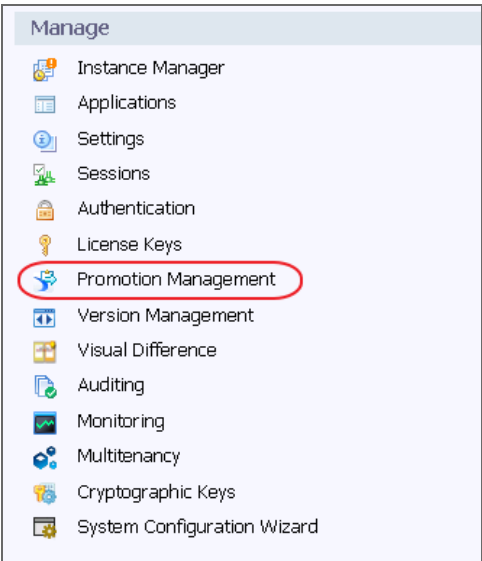 Manage
Instance Manager
Applications
Settings
Sessions
Authentication
License Keys
Promotion Management
Version Management
Visual Difference
Auditing
Monitoring
Multitenancy
Cryptographic Keys
System Configuration Wizard